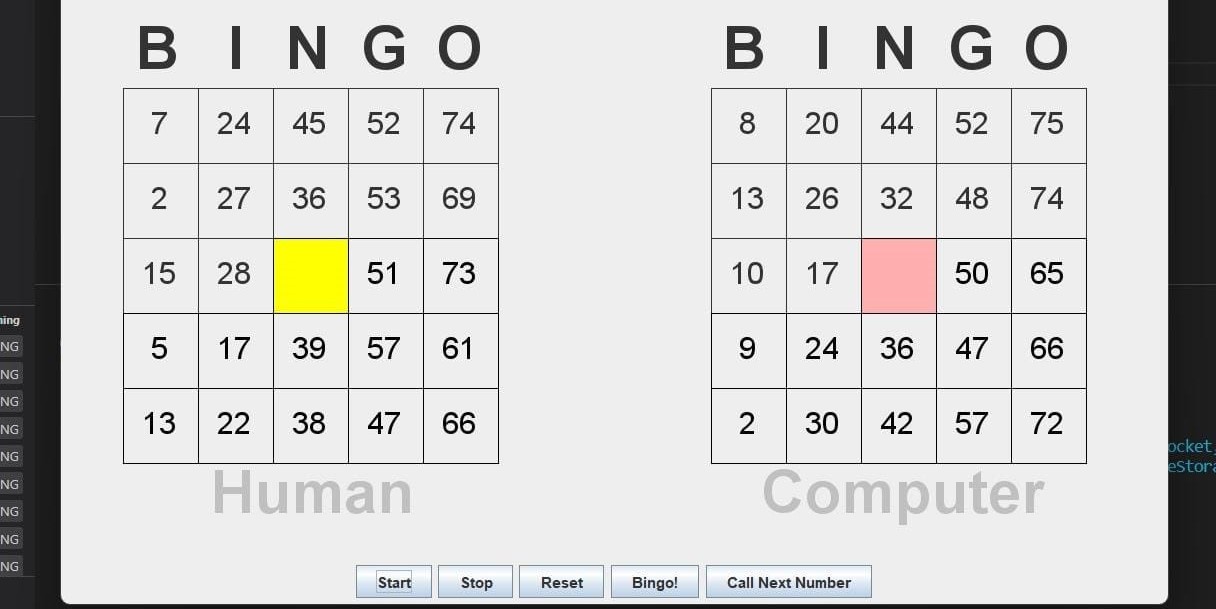 B I N G O
7 24 45 52 74
2 27 36 53 69
15 28 51 73
5 17 39 57 61
13 22 38 47 66
Human
B I N G O
8 20 44 52 75
13 26 32 48 74
10 17 50 65
9 24 36 47 66
2 30 42 57 72
Computer
Start Stop Reset Bingo! Call Next Number
ning
NG
NG
NG
NG
NG
NG
NG
NG
NG
ocket,
eStora